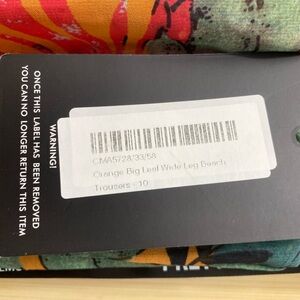 WARNING!
ONCE THIS LABEL HAS BEEN REMOVED
YOU CAN NO LONGER RETURN THIS ITEM
CMA5728/33/58
Orange Big Leaf Wide Leg Beach
Trousers - 10